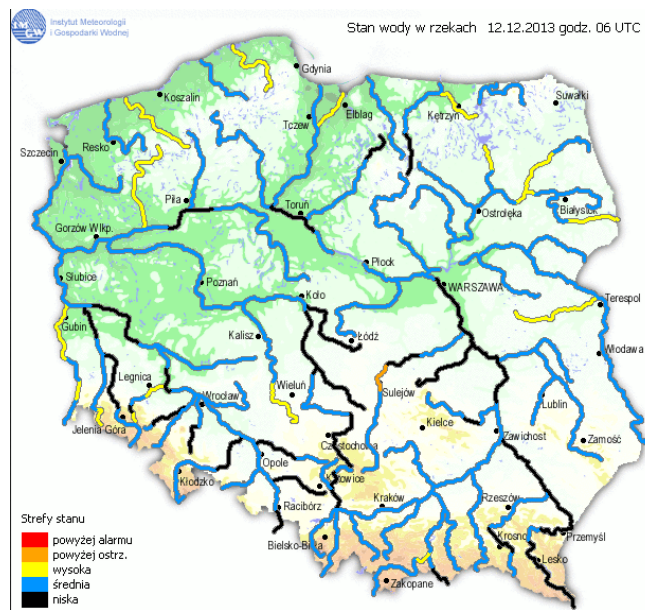 Instytut Meteorologii
i Gospodarki Wodnej
Stan wody w rzekach 12.12.2013 godz. 06 UTC
Gdynia
Koszalin
Suwałki
Elbląg
Kętrzyn
Tczew
Resko
Szczecin
Piła
Toruń
Ostrołęka
Białystok
Gorzów Wlkp.
Płock
Słubice
Poznań
WARSZAWA
Koło
Terespol
Gubin
Kalisz
Łódź
Włodawa
Legnica
Wieluń
Sulejów
Wrocław
Lublin
Jelenia Góra
Kielce
Zawichost
Zamość
Częstochowa
Opole
Kłodzko
Racibórz
Kraków
Rzeszów
Strefy stanu
powyżej alarmu
powyżej ostrz.
wysoka
średnia
niska
Bielsko-Biała
Krosno
Przemyśl
Lesko
Zakopane